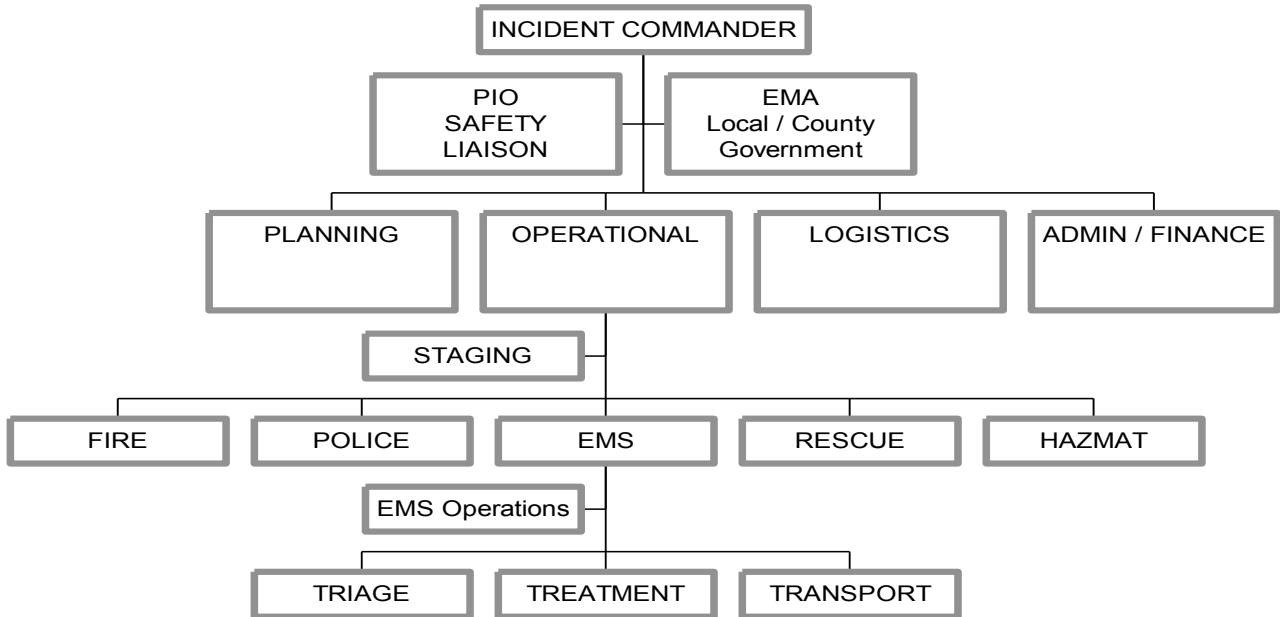 INCIDENT COMMANDER
PIO
SAFETY
LIAISON
EMA
Local / County
Government
PLANNING
OPERATIONAL
LOGISTICS
ADMIN / FINANCE
STAGING
FIRE
POLICE
EMS
RESCUE
HAZMAT
EMS Operations
TRIAGE
TREATMENT
TRANSPORT